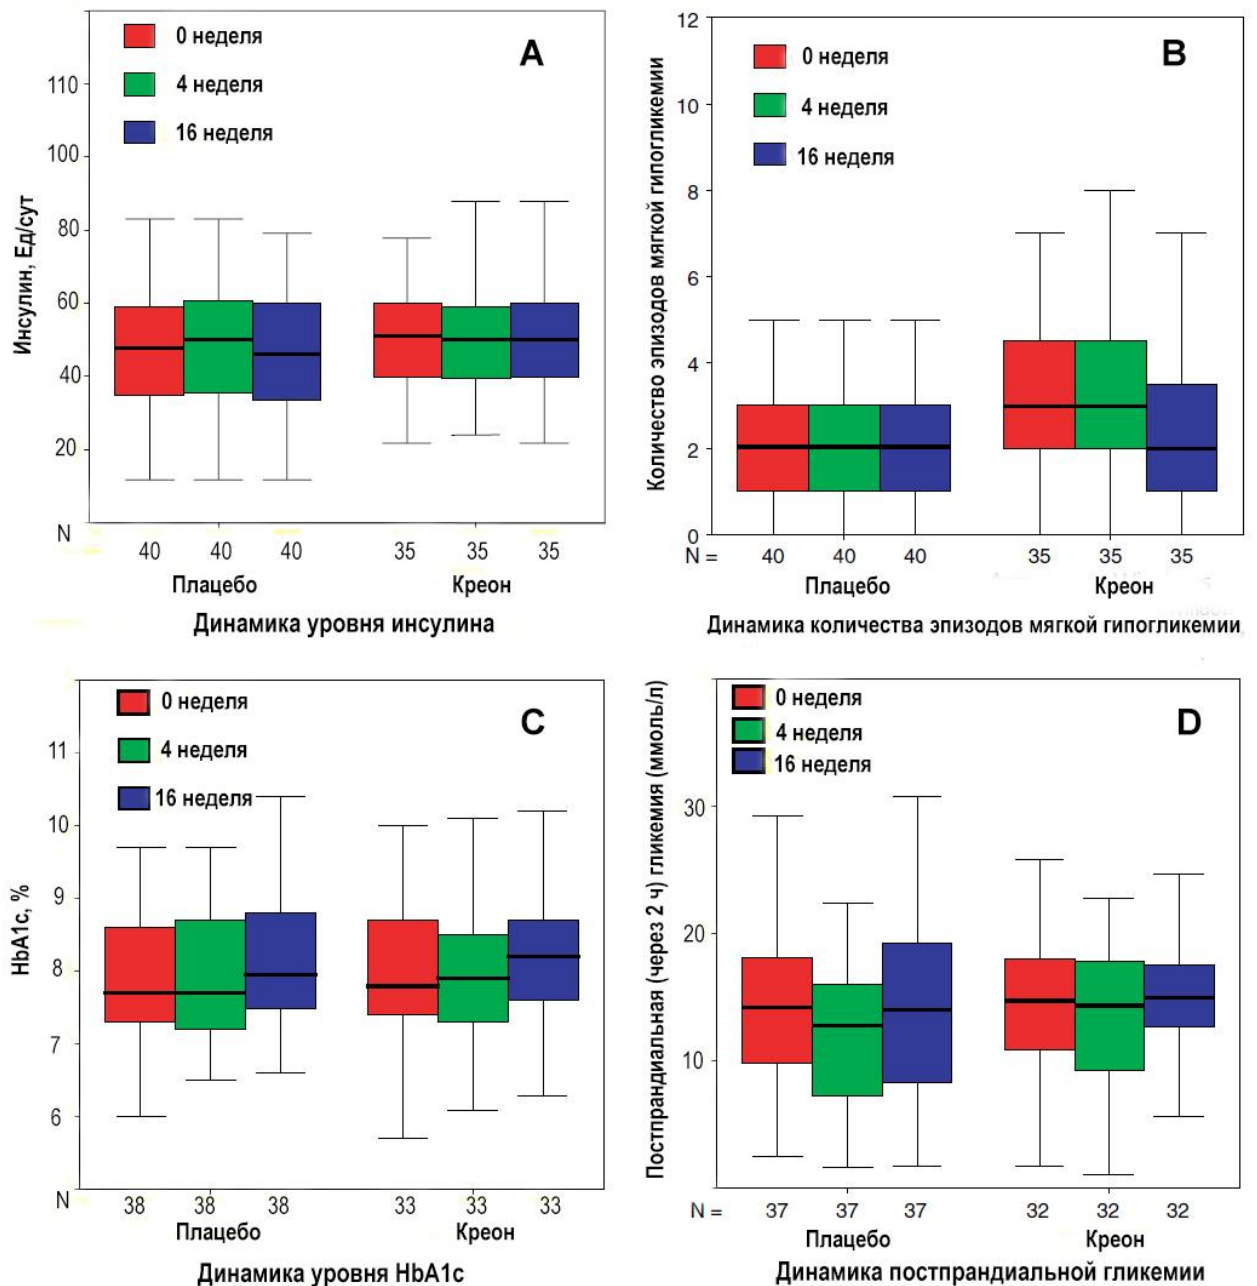 A
0 неделя
4 неделя
16 неделя
Инсулин, Ед/сут
110
100
80
60
40
20
N
40 40 40 35 35 35
Плацебо Креон
Динамика уровня инсулина
B
0 неделя
4 неделя
16 неделя
Количество эпизодов мягкой гипогликемии
12
10
8
6
4
2
0
N = 40 40 40 35 35 35
Плацебо Креон
Динамика количества эпизодов мягкой гипогликемии
C
0 неделя
4 неделя
16 неделя
HbA1c, %
11
10
9
8
7
6
N 38 38 38 33 33 33
Плацебо Креон
Динамика уровня HbA1c
D
0 неделя
4 неделя
16 неделя
Постпрандиальная (через 2 ч) гликемия (ммоль/л)
30
20
10
N = 37 37 37 32 32 32
Плацебо Креон
Динамика постпрандиальной гликемии